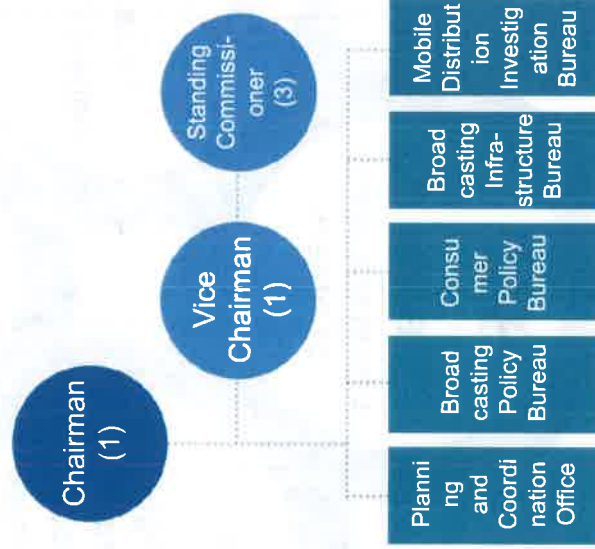 Chairman
(1)
Vice
Chairman
(1)
Standing
Commissi-
oner
(3)
Planni
ng
and
Coordi
nation
Office
Broad
casting
Policy
Bureau
Consu
mer
Policy
Bureau
Broad
casting
Infra-
structure
Bureau
Mobile
Distribut
ion
Investig
ation
Bureau